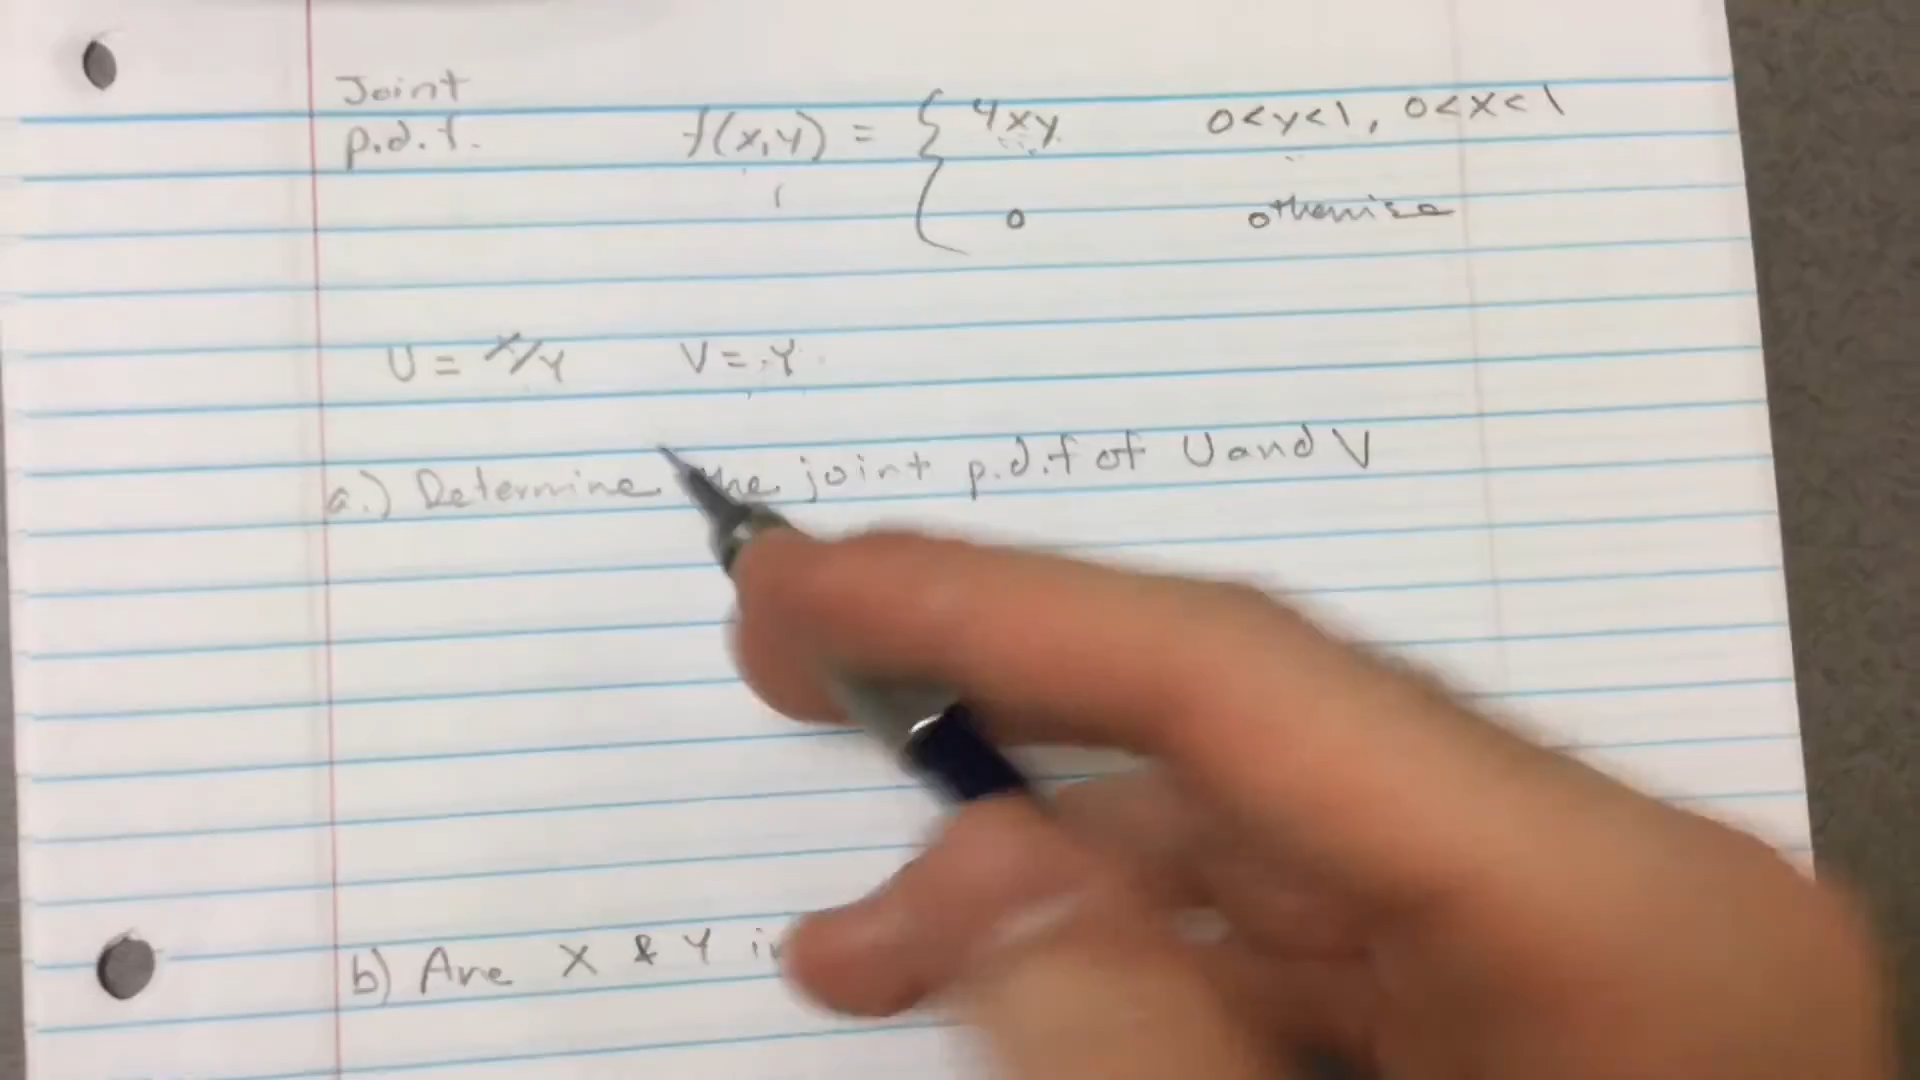 Joint
p.d.f. f(x,y) = { 4xy 0<y<1, 0<x<1
0 otherwise
U = X/Y V = Y
a.) Determine the joint p.d.f of U and V
b) Are X & Y